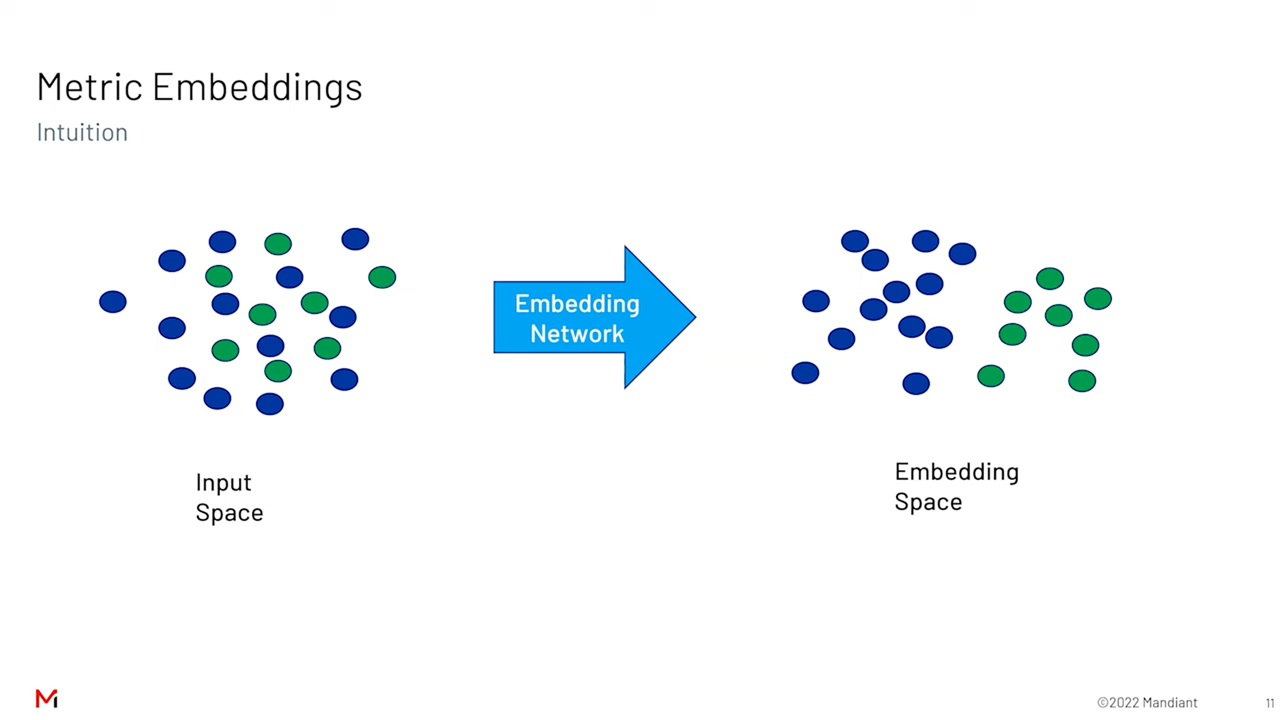 Metric Embeddings
Intuition
Embedding
Network
Input
Space
Embedding
Space
©2022 Mandiant
11